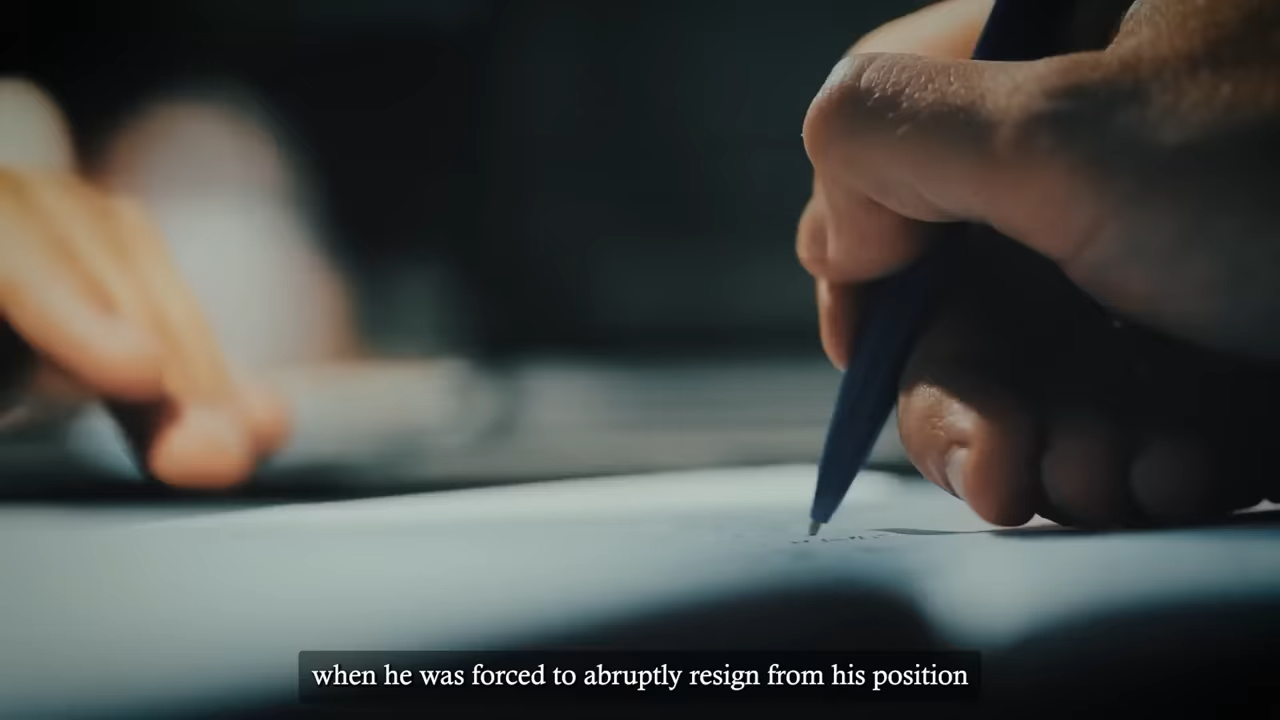 when he was forced to abruptly resign from his position